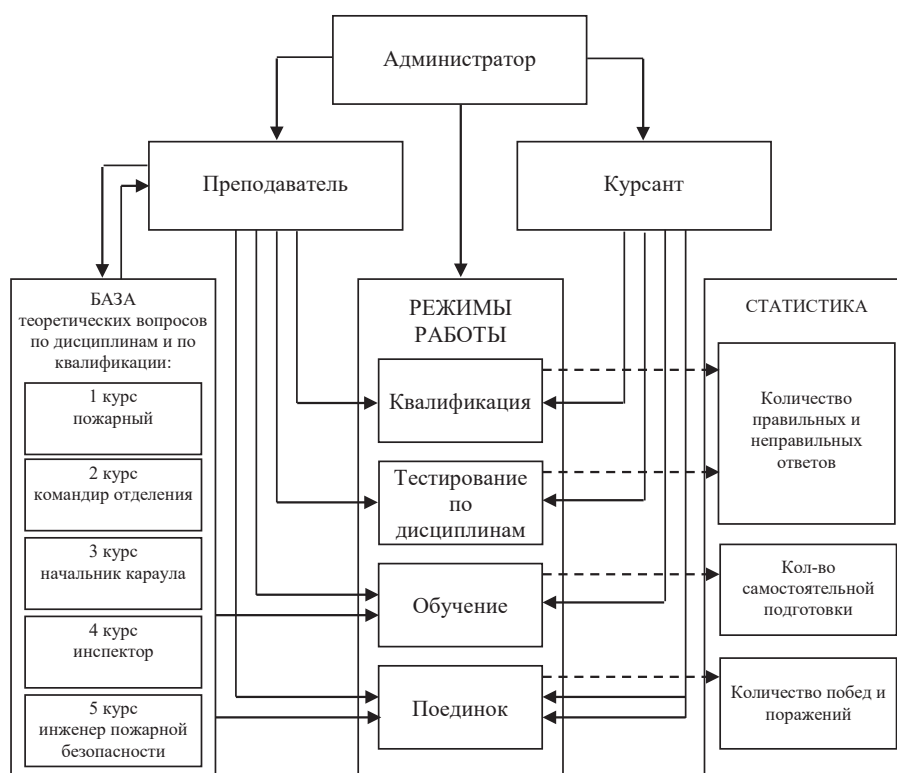 Администратор
Преподаватель
Курсант
БАЗА
теоретических вопросов
по дисциплинам и по
квалификации:
1 курс
пожарный
2 курс
командир отделения
3 курс
начальник караула
4 курс
инспектор
5 курс
инженер пожарной
безопасности
РЕЖИМЫ
РАБОТЫ
Квалификация
Тестирование
по
дисциплинам
Обучение
Поединок
СТАТИСТИКА
Количество
правильных и
неправильных
ответов
Кол-во
самостоятельной
подготовки
Количество побед и
поражений